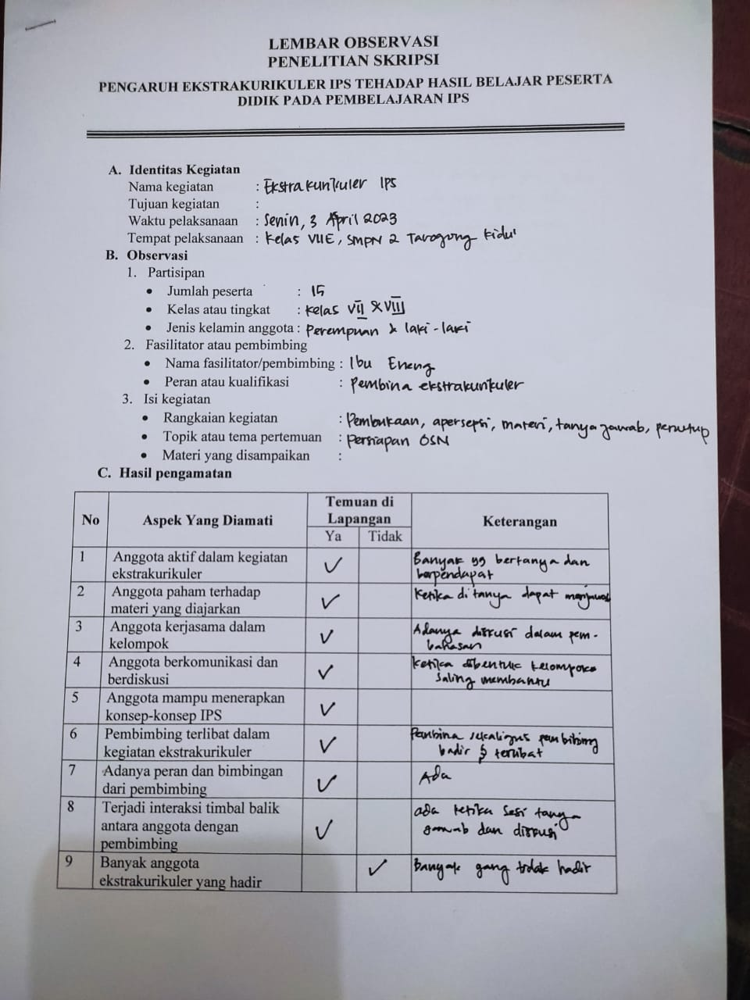 LEMBAR OBSERVASI
PENELITIAN SKRIPSI
PENGARUH EKSTRAKURIKULER IPS TEHADAP HASIL BELAJAR PESERTA
DIDIK PADA PEMBELAJARAN IPS
A. Identitas Kegiatan
Nama kegiatan : Ekstrakurikuler IPS
Tujuan kegiatan :
Waktu pelaksanaan : Senin, 3 April 2023
Tempat pelaksanaan : Kelas VIIE, SMPN 2 Tarogong Kidul
B. Observasi
1. Partisipan
• Jumlah peserta : 15
• Kelas atau tingkat : Kelas VII & VIII
• Jenis kelamin anggota : Perempuan & laki-laki
2. Fasilitator atau pembimbing
• Nama fasilitator/pembimbing : Ibu Eneng
• Peran atau kualifikasi : Pembina ekstrakurikuler
3. Isi kegiatan
• Rangkaian kegiatan : Pembukaan, apersepsi, materi, tanya jawab, penutup
• Topik atau tema pertemuan : Persiapan OSN
• Materi yang disampaikan :
C. Hasil pengamatan
No Aspek Yang Diamati Temuan di Lapangan Keterangan
Ya Tidak
1 Anggota aktif dalam kegiatan ✓ Banyak yg bertanya dan
ekstrakurikuler berpendapat
2 Anggota paham terhadap ✓ Ketika di tanya dapat menjawab
materi yang diajarkan
3 Anggota kerjasama dalam ✓ Adanya diskusi dalam pem-
kelompok bahasan
4 Anggota berkomunikasi dan ✓ Ketika dibentuk kelompok
berdiskusi saling membantu
5 Anggota mampu menerapkan ✓
konsep-konsep IPS
6 Pembimbing terlibat dalam ✓ Pembina sekaligus pembimbing
kegiatan ekstrakurikuler hadir & terlibat
7 Adanya peran dan bimbingan ✓ Ada
dari pembimbing
8 Terjadi interaksi timbal balik ✓ ada ketika sesi tanya
antara anggota dengan jawab dan diskusi
pembimbing
9 Banyak anggota ✓ Banyak yang tidak hadir
ekstrakurikuler yang hadir